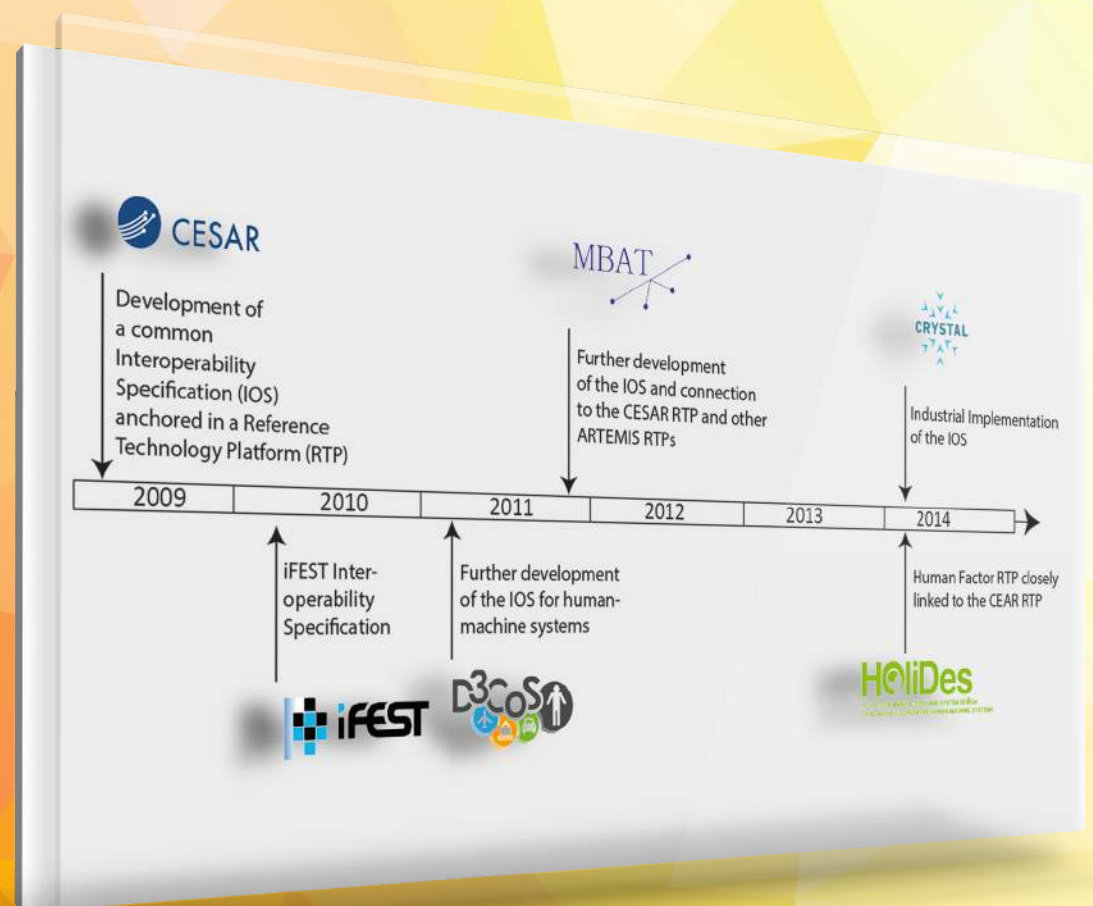 CESAR
Development of
a common
Interoperability
Specification (IOS)
anchored in a Reference
Technology Platform (RTP)
MBAT
Further development
of the IOS and connection
to the CESAR RTP and other
ARTEMIS RTPs
CRYSTAL
Industrial Implementation
of the IOS
2009 2010 2011 2012 2013 2014
iFEST Inter-
operability
Specification
iFEST
Further development
of the IOS for human-
machine systems
D3CoS
Human Factor RTP closely
linked to the CEAR RTP
HoliDes